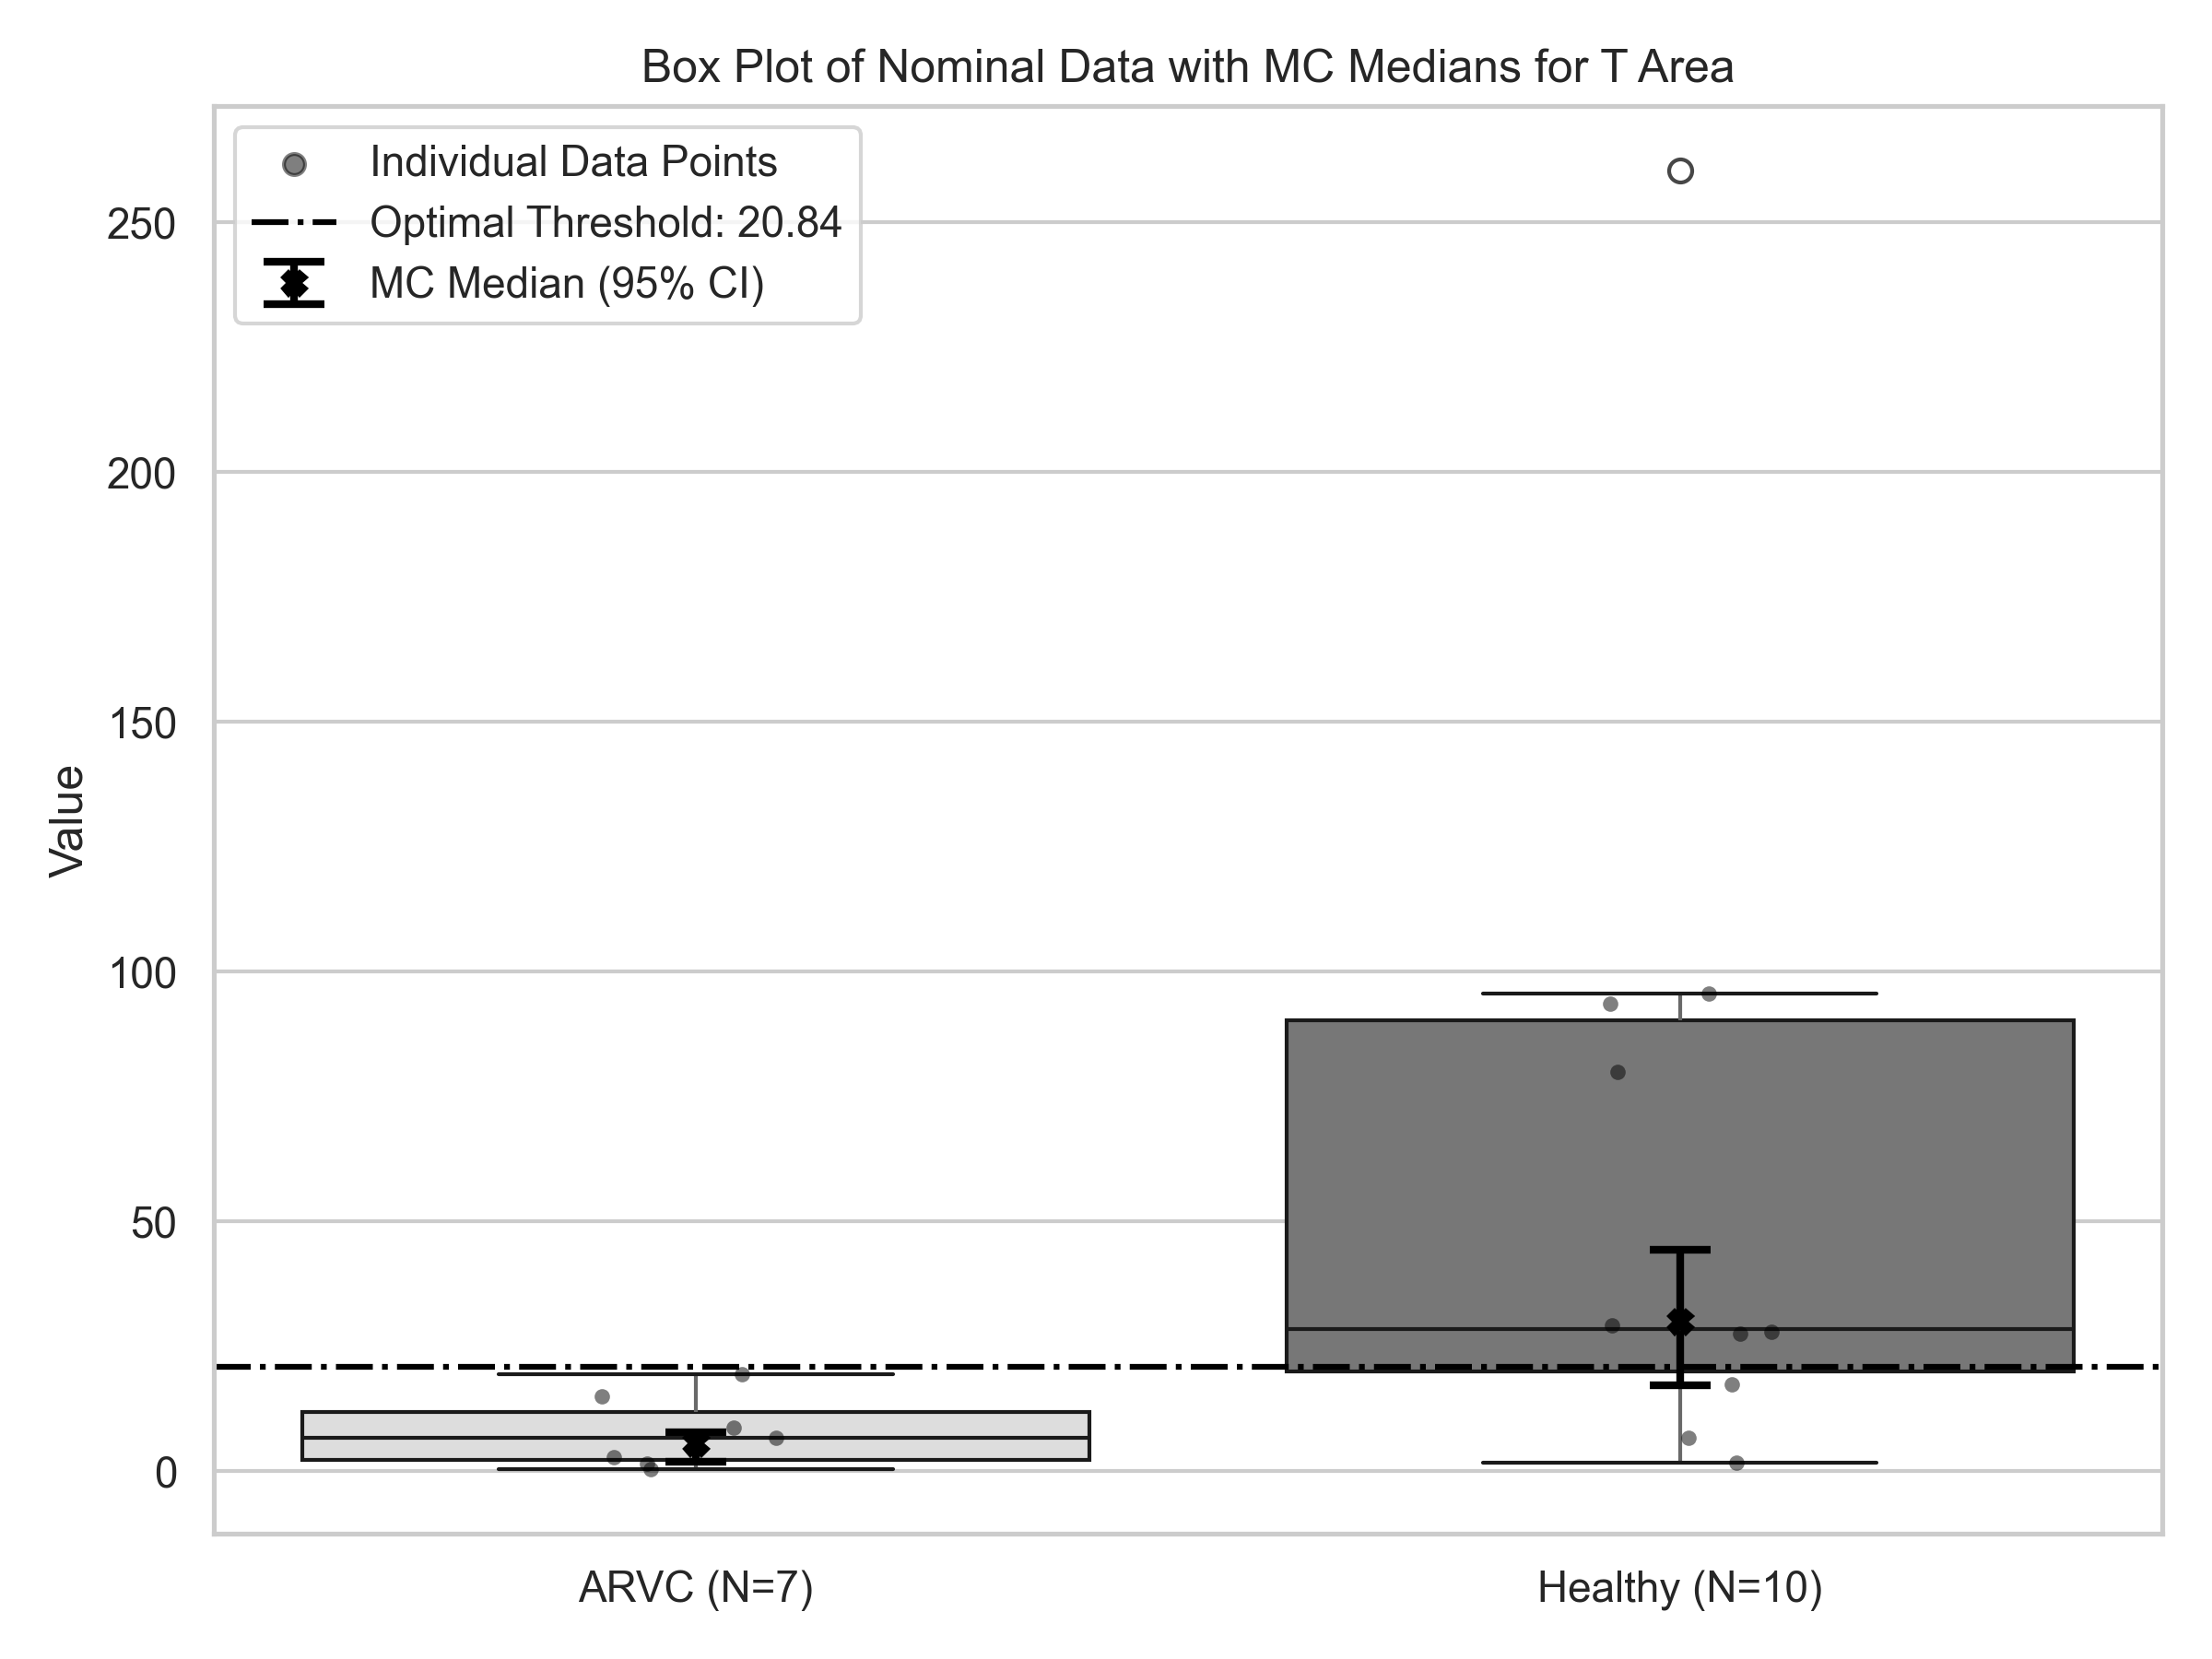 Box Plot of Nominal Data with MC Medians for T Area
Individual Data Points
Optimal Threshold: 20.84
MC Median (95% CI)
250
200
150
100
50
0
Value
ARVC (N=7)
Healthy (N=10)